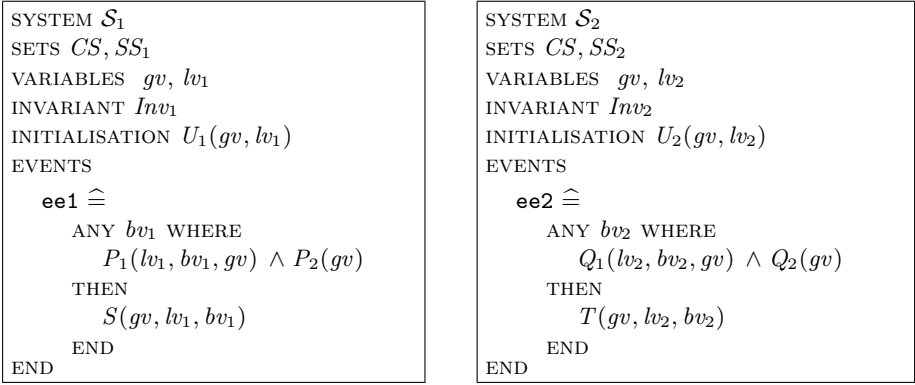 SYSTEM 𝒮₁
SETS CS, SS₁
VARIABLES gv, lv₁
INVARIANT Inv₁
INITIALISATION U₁(gv, lv₁)
EVENTS
ee1 ≙
ANY bv₁ WHERE
P₁(lv₁, bv₁, gv) ∧ P₂(gv)
THEN
S(gv, lv₁, bv₁)
END
END
SYSTEM 𝒮₂
SETS CS, SS₂
VARIABLES gv, lv₂
INVARIANT Inv₂
INITIALISATION U₂(gv, lv₂)
EVENTS
ee2 ≙
ANY bv₂ WHERE
Q₁(lv₂, bv₂, gv) ∧ Q₂(gv)
THEN
T(gv, lv₂, bv₂)
END
END